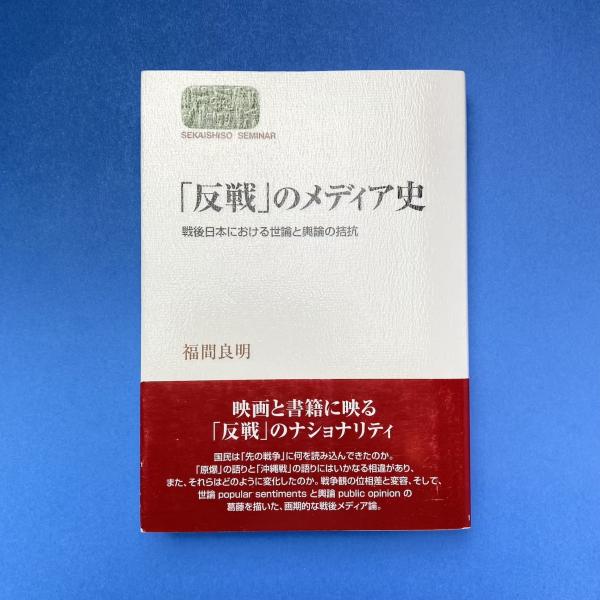 SEKAISHISO SEMINAR
「反戦」のメディア史
戦後日本における世論と輿論の拮抗
福間良明
映画と書籍に映る
「反戦」のナショナリティ
国民は「先の戦争」に何を読み込んできたのか。
「原爆」の語りと「沖縄戦」の語りにはいかなる相違があり、
また、それらはどのように変化したのか。戦争観の位相差と変容、そして、
世論 popular sentiments と輿論 public opinion の
葛藤を描いた、画期的な戦後メディア論。